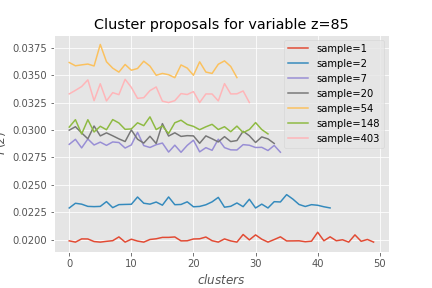 Cluster proposals for variable z=85
0.0375
0.0350
0.0325
0.0300
0.0275
0.0250
0.0225
0.0200
sample=1
sample=2
sample=7
sample=20
sample=54
sample=148
sample=403
0 10 20 30 40 50
clusters